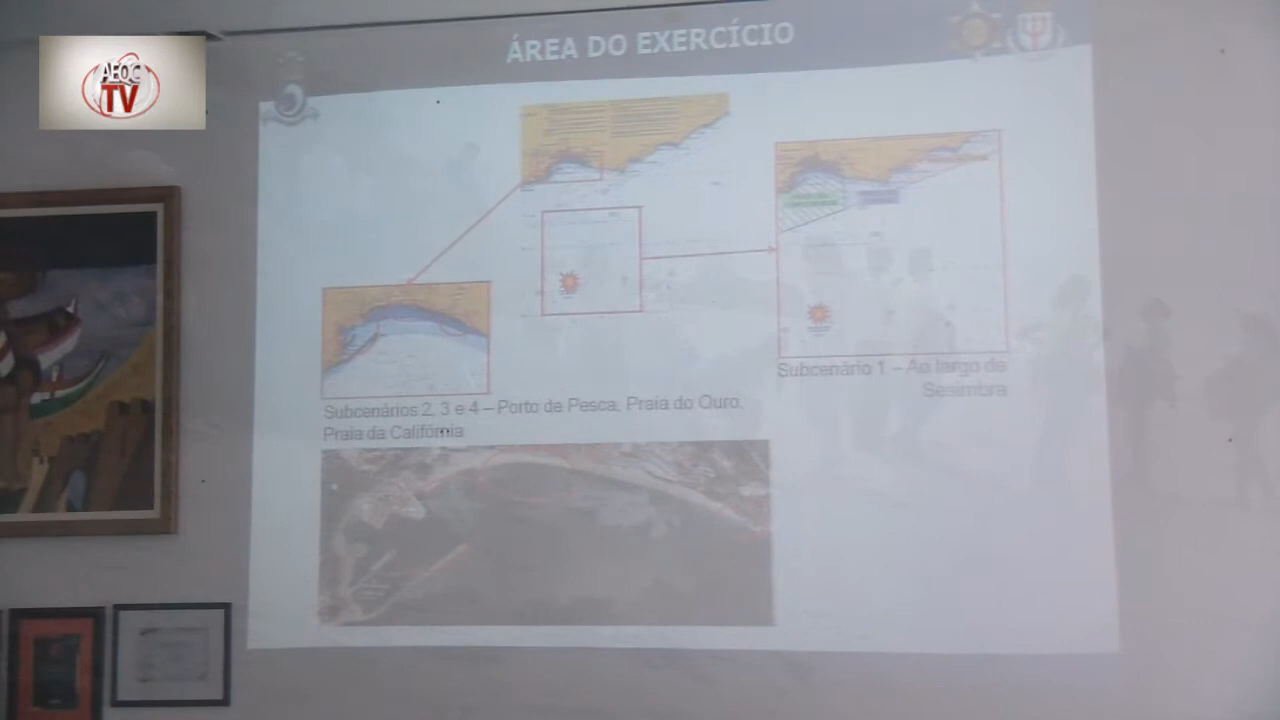 AEQC
TV
ÁREA DO EXERCÍCIO
Subcenário 1 – Ao largo de
Sesimbra
Subcenários 2, 3 e 4 – Porto de Pesca, Praia do Ouro,
Praia da Califórnia